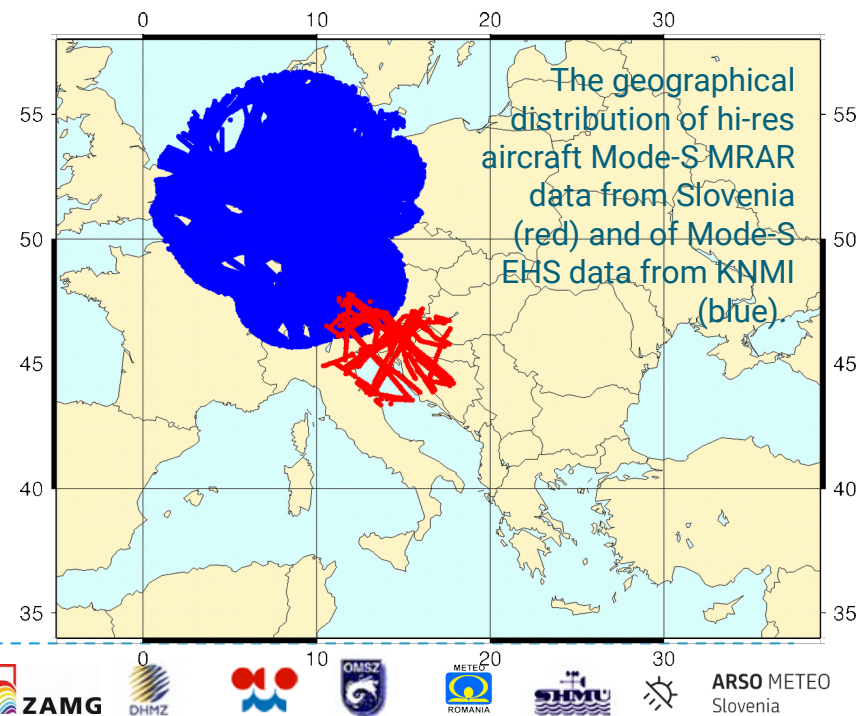 0 10 20 30
The geographical
55 55
distribution of hi-res
aircraft Mode-S MRAR
data from Slovenia
50 (red) and of Mode-S 50
EHS data from KNMI
(blue).
45 45
40 40
35 35
0 10 20 30
ZAMG
DHMZ
OMSZ
METEO
ROMANIA
SHMU
ARSO METEO
Slovenia